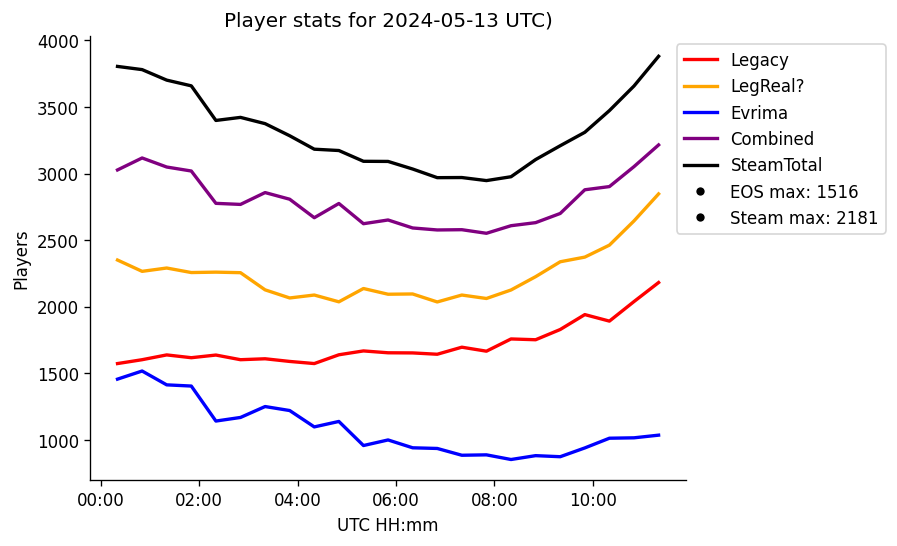 Player stats for 2024-05-13 UTC)
4000
3500
3000
2500
2000
1500
1000
Players
00:00 02:00 04:00 06:00 08:00 10:00
UTC HH:mm
Legacy
LegReal?
Evrima
Combined
SteamTotal
EOS max: 1516
Steam max: 2181